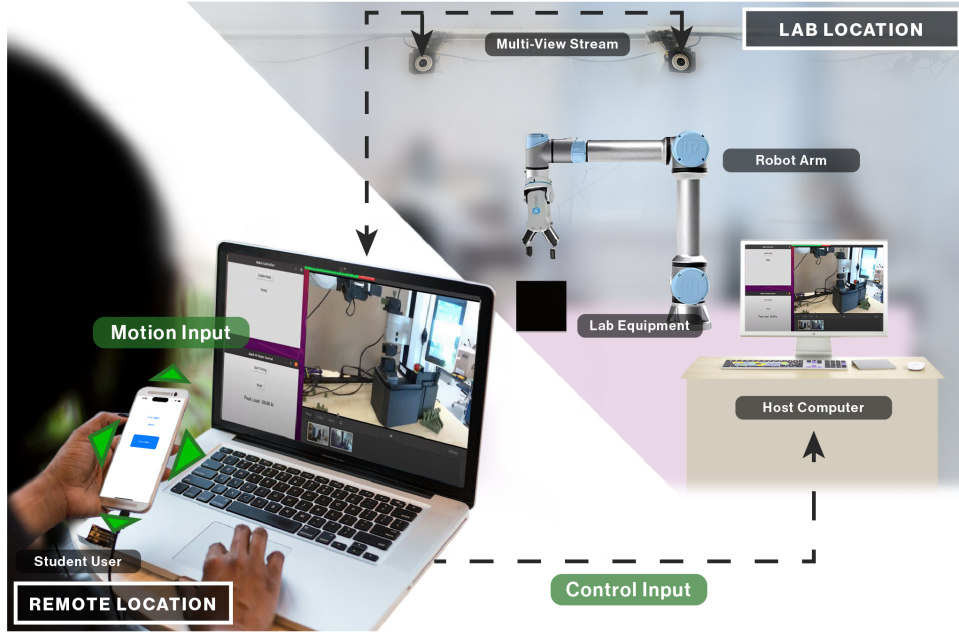 LAB LOCATION
Multi-View Stream
Robot Arm
Motion Input
Lab Equipment
Host Computer
Student User
REMOTE LOCATION
Control Input